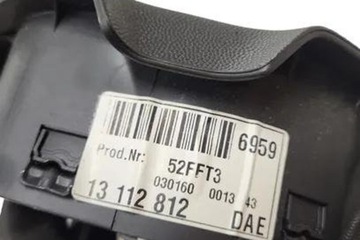 6959
Prod.Nr: 52FFT3
030160 0013 43
13 112 812 DAE